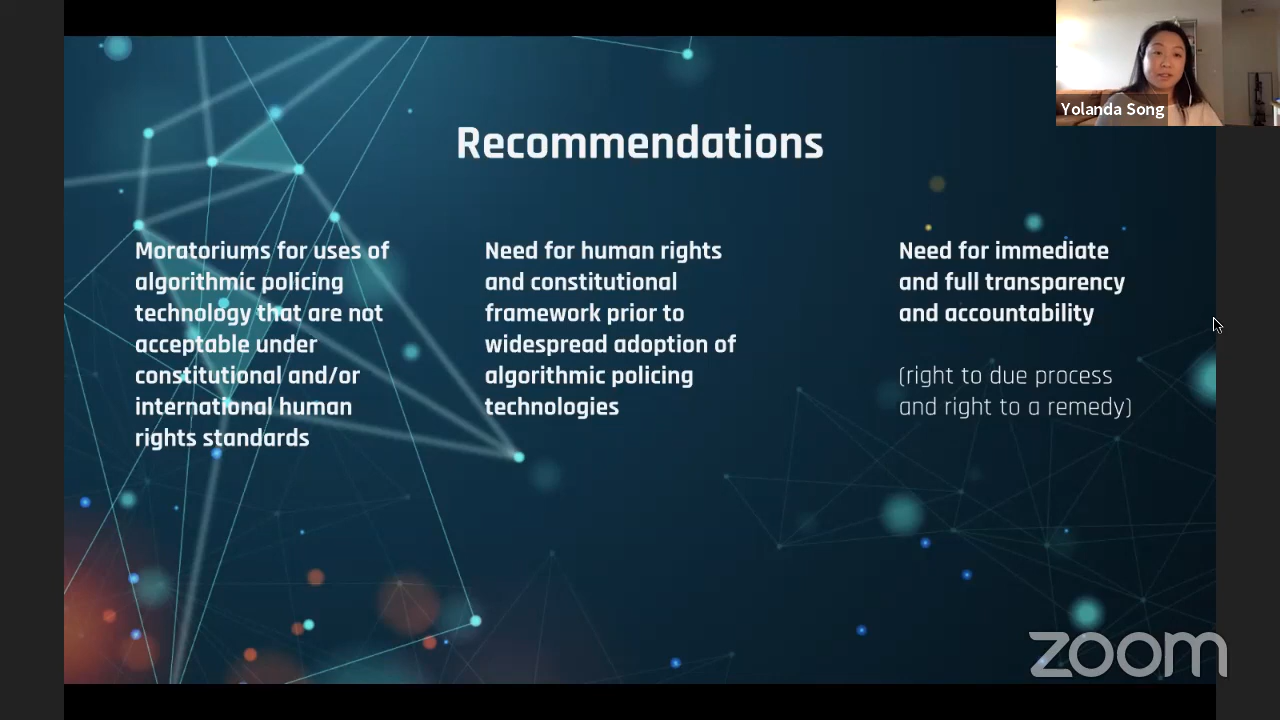 Yolanda Song
Recommendations
Moratoriums for uses of
algorithmic policing
technology that are not
acceptable under
constitutional and/or
international human
rights standards
Need for human rights
and constitutional
framework prior to
widespread adoption of
algorithmic policing
technologies
Need for immediate
and full transparency
and accountability
(right to due process
and right to a remedy)
zoom